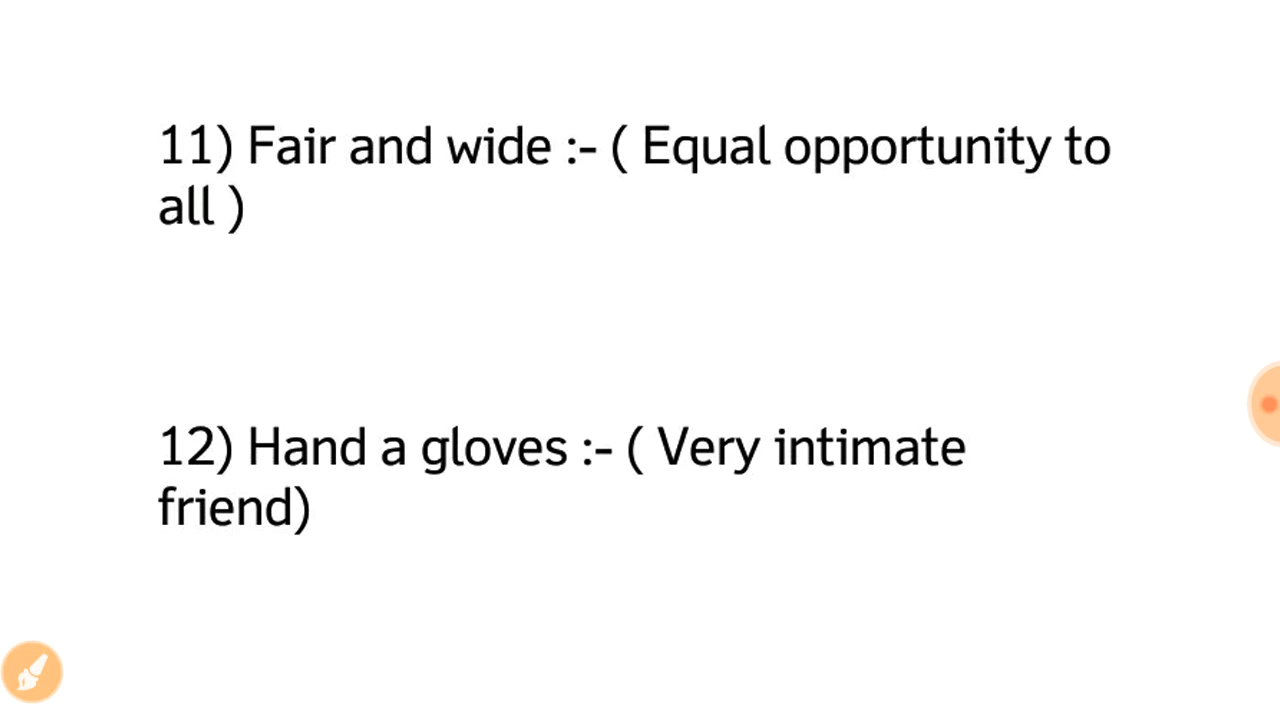 11) Fair and wide :- ( Equal opportunity to
all )
12) Hand a gloves :- ( Very intimate
friend)